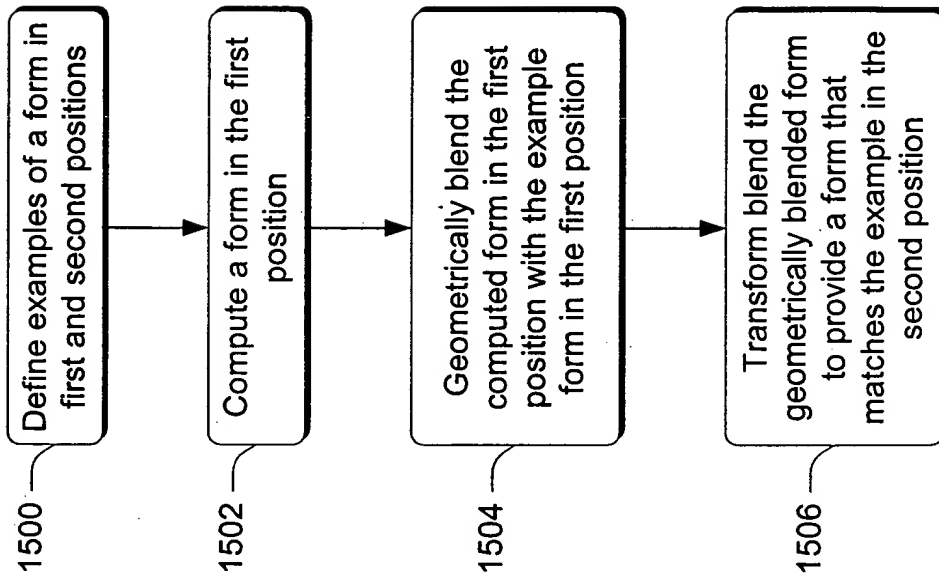 1500
Define examples of a form in
first and second positions
1502
Compute a form in the first
position
1504
Geometrically blend the
computed form in the first
position with the example
form in the first position
1506
Transform blend the
geometrically blended form
to provide a form that
matches the example in the
second position